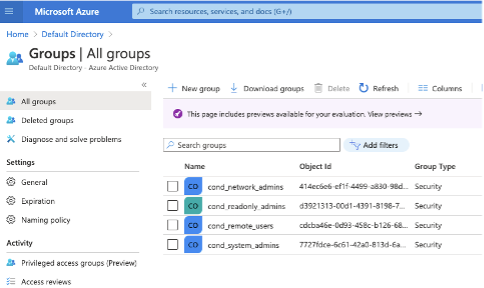 Microsoft Azure
Search resources, services, and docs (G+/)
Home > Default Directory >
Groups | All groups
Default Directory - Azure Active Directory
All groups
Deleted groups
Diagnose and solve problems
Settings
General
Expiration
Naming policy
Activity
Privileged access groups (Preview)
Access reviews
New group
Download groups
Delete
Refresh
Columns
This page includes previews available for your evaluation. View previews →
Search groups
Add filters
Name Object Id Group Type
CO cond_network_admins 414ec6e6-ef1f-4499-a830-98d... Security
CO cond_readonly_admins d3921313-00d1-4391-8198-7... Security
CO cond_remote_users cdcba46e-0d93-458c-b126-68... Security
CO cond_system_admins 7727fdce-6c61-42a0-813d-6a... Security